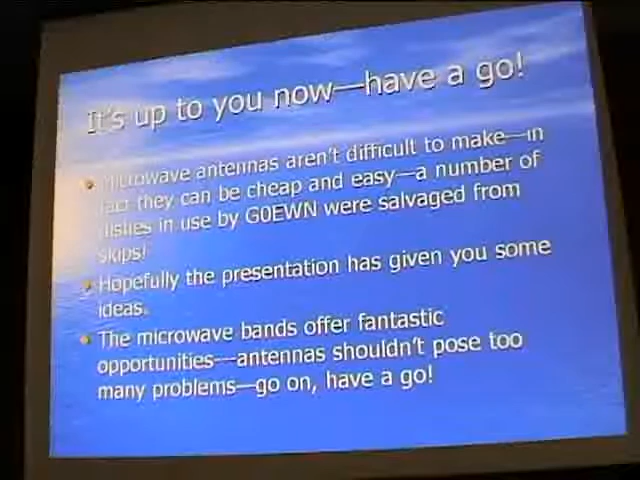 It's up to you now—have a go!
Microwave antennas aren't difficult to make—in
fact they can be cheap and easy—a number of
dishes in use by G0EWN were salvaged from
skips!
Hopefully the presentation has given you some
ideas.
The microwave bands offer fantastic
opportunities—antennas shouldn't pose too
many problems—go on, have a go!